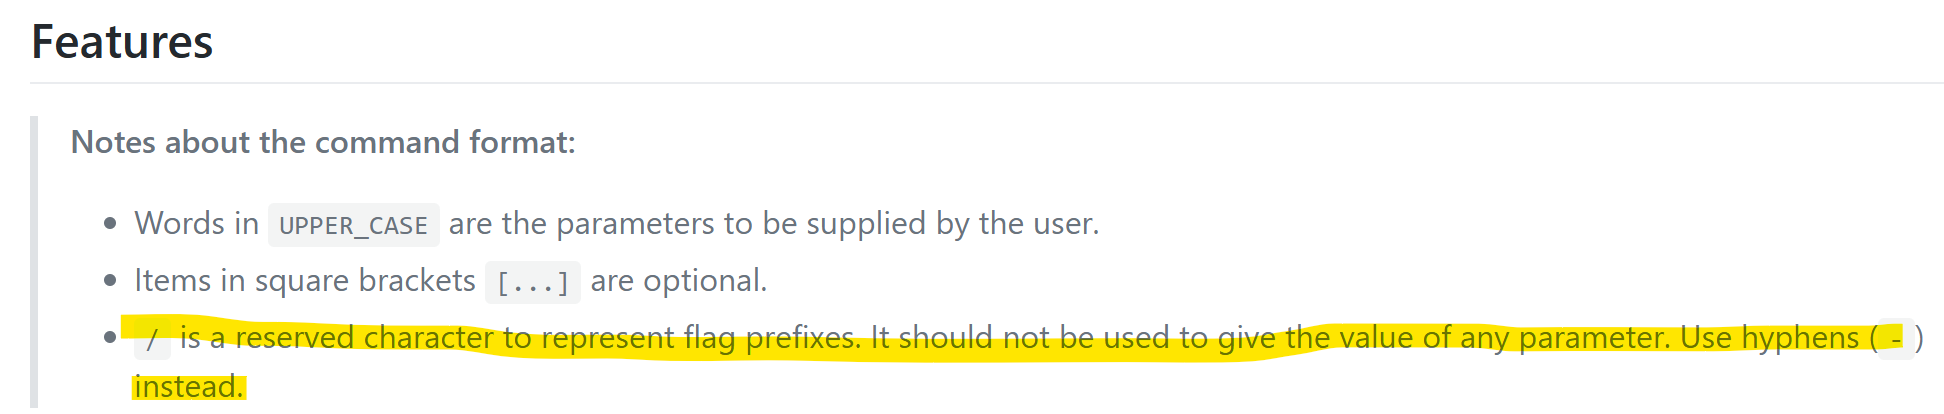 Features
Notes about the command format:
Words in UPPER_CASE are the parameters to be supplied by the user.
Items in square brackets [...] are optional.
/ is a reserved character to represent flag prefixes. It should not be used to give the value of any parameter. Use hyphens ( - )
instead.